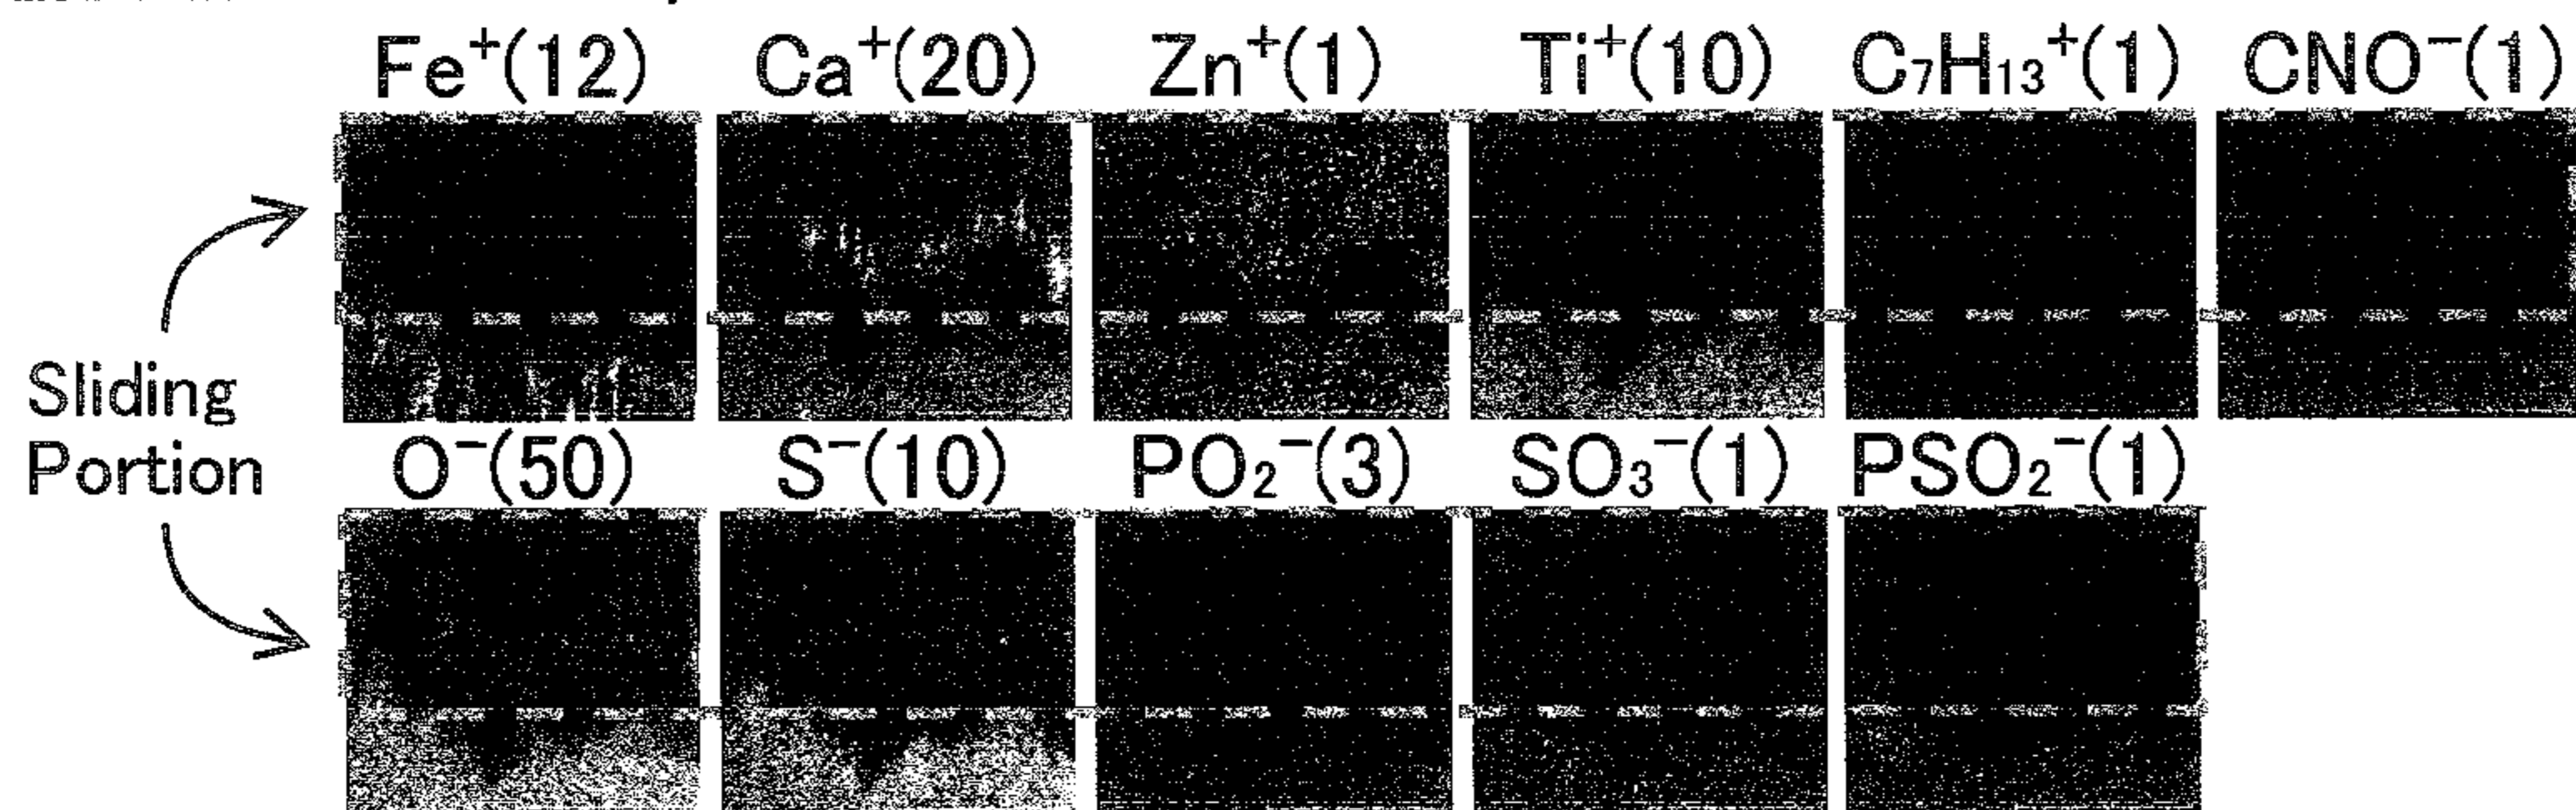 Fe⁺(12) Ca⁺(20) Zn⁺(1) Ti⁺(10) C₇H₁₃⁺(1) CNO⁻(1)
Sliding
Portion
O⁻(50) S⁻(10) PO₂⁻(3) SO₃⁻(1) PSO₂⁻(1)